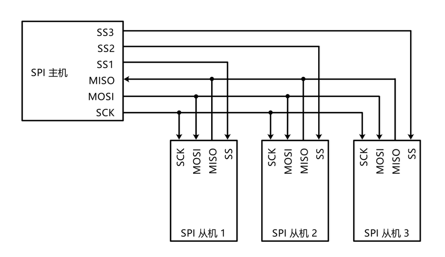 SS3
SS2
SPI 主机
SS1
MISO
MOSI
SCK
SCK MOSI MISO SS
SCK MOSI MISO SS
SCK MOSI MISO SS
SPI 从机 1
SPI 从机 2
SPI 从机 3